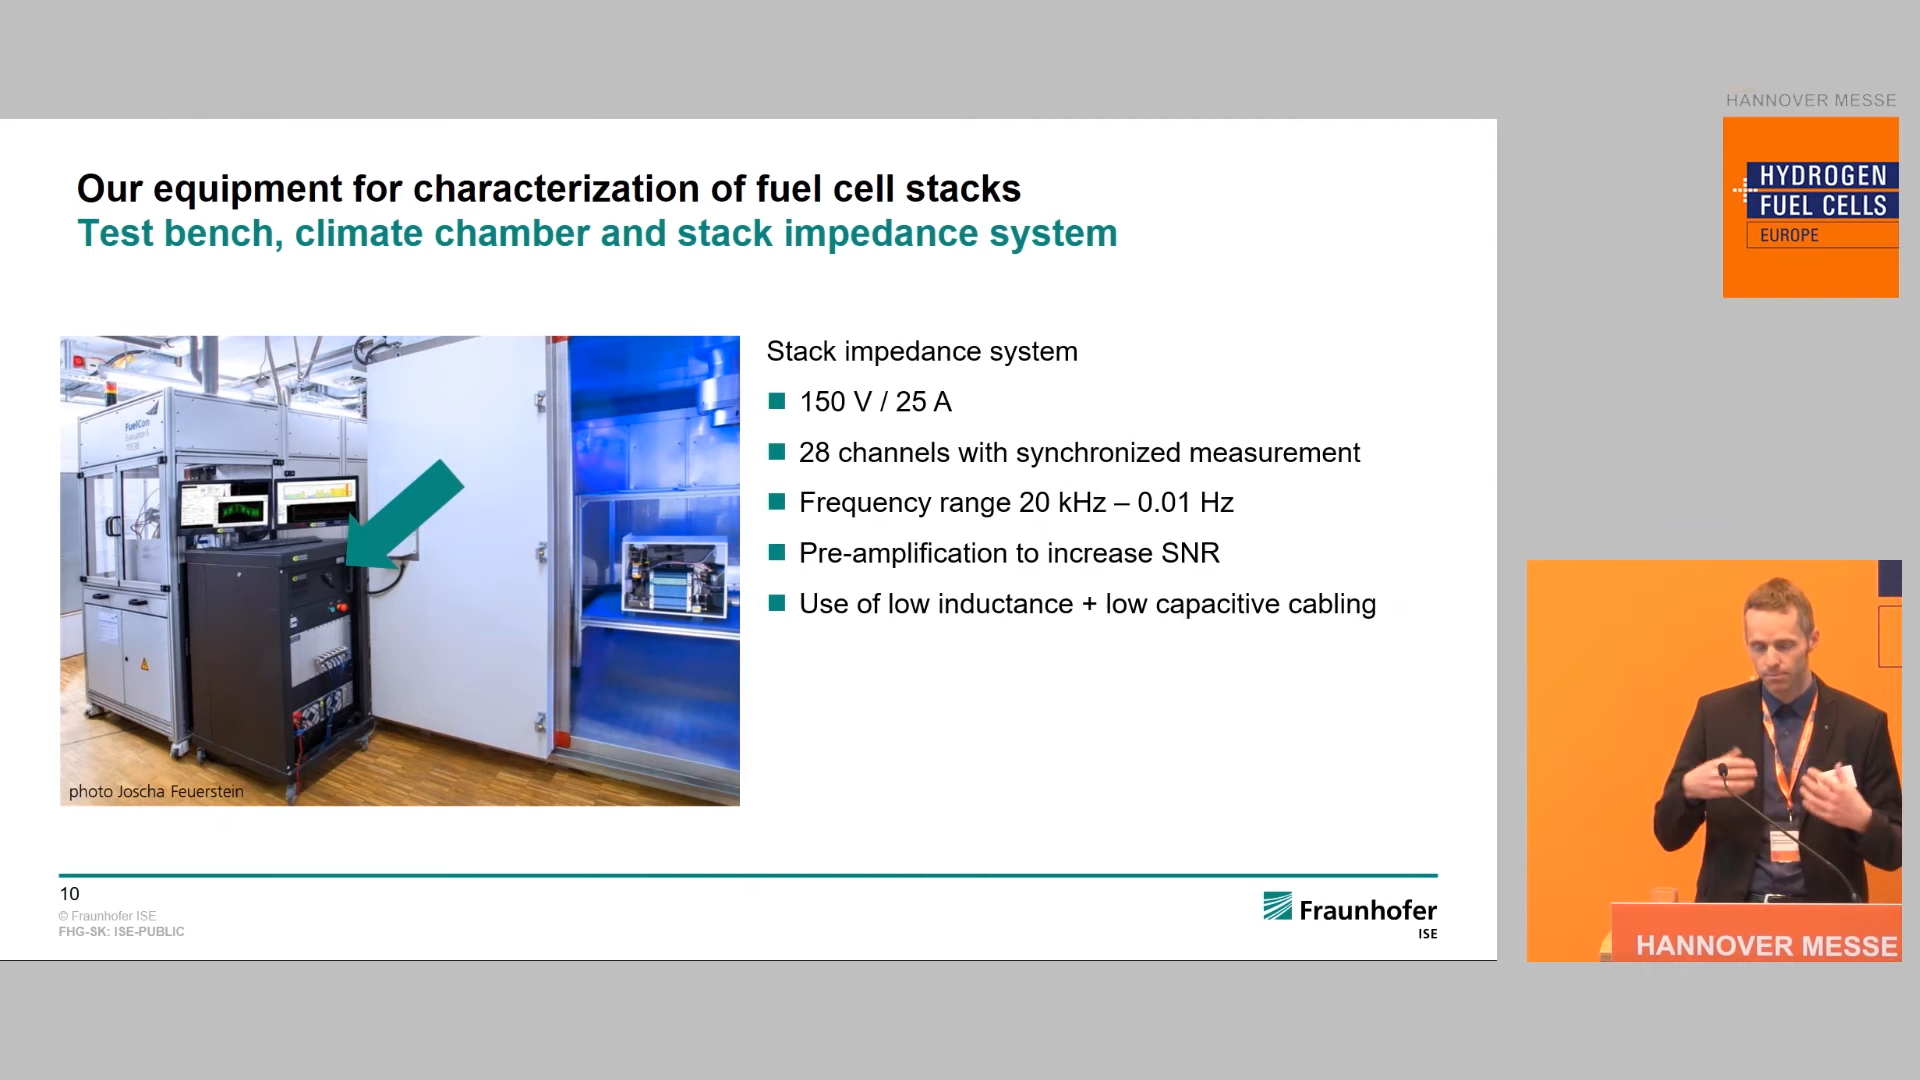 HANNOVER MESSE
HYDROGEN
FUEL CELLS
EUROPE
Our equipment for characterization of fuel cell stacks
Test bench, climate chamber and stack impedance system
FuelCon
Stack impedance system
150 V / 25 A
28 channels with synchronized measurement
Frequency range 20 kHz – 0.01 Hz
Pre-amplification to increase SNR
Use of low inductance + low capacitive cabling
photo Joscha Feuerstein
10
© Fraunhofer ISE
FHG-SK: ISE-PUBLIC
Fraunhofer
ISE
HANNOVER MESSE